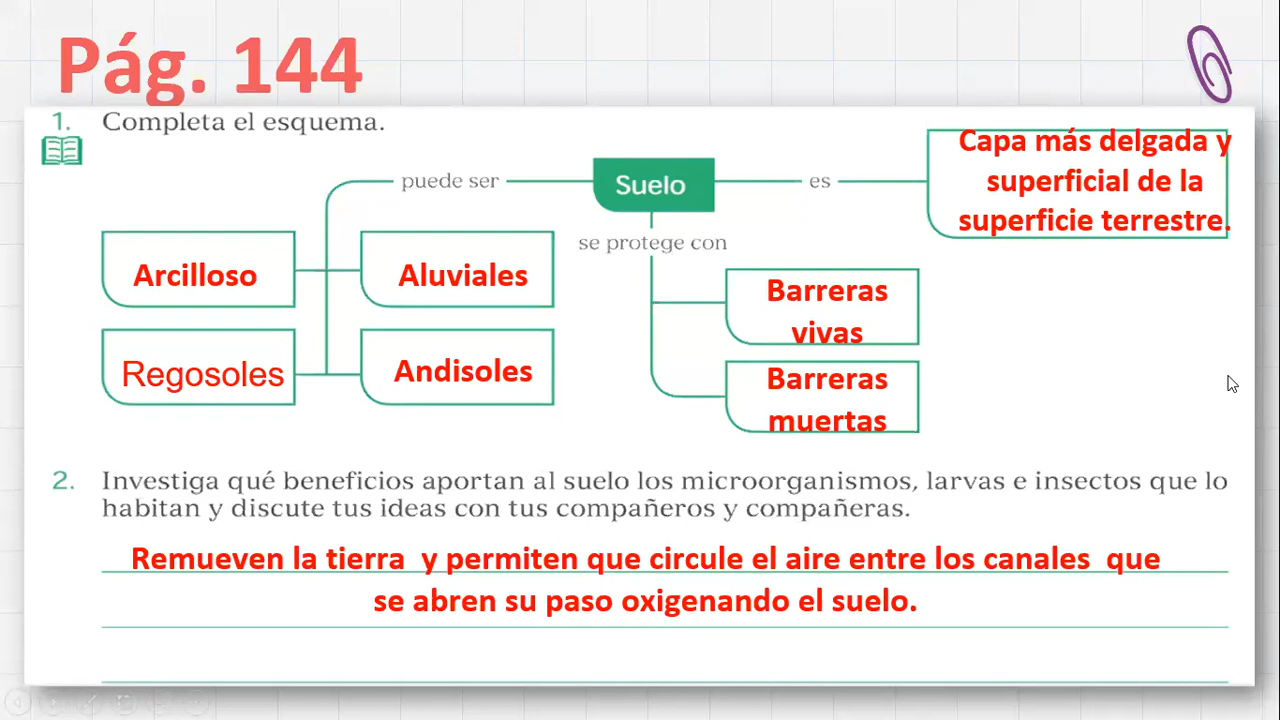 Pág. 144
1. Completa el esquema.
puede ser
Suelo
es
Capa más delgada y
superficial de la
superficie terrestre.
se protege con
Arcilloso
Aluviales
Regosoles
Andisoles
Barreras
vivas
Barreras
muertas
2. Investiga qué beneficios aportan al suelo los microorganismos, larvas e insectos que lo
habitan y discute tus ideas con tus compañeros y compañeras.
Remueven la tierra y permiten que circule el aire entre los canales que
se abren su paso oxigenando el suelo.